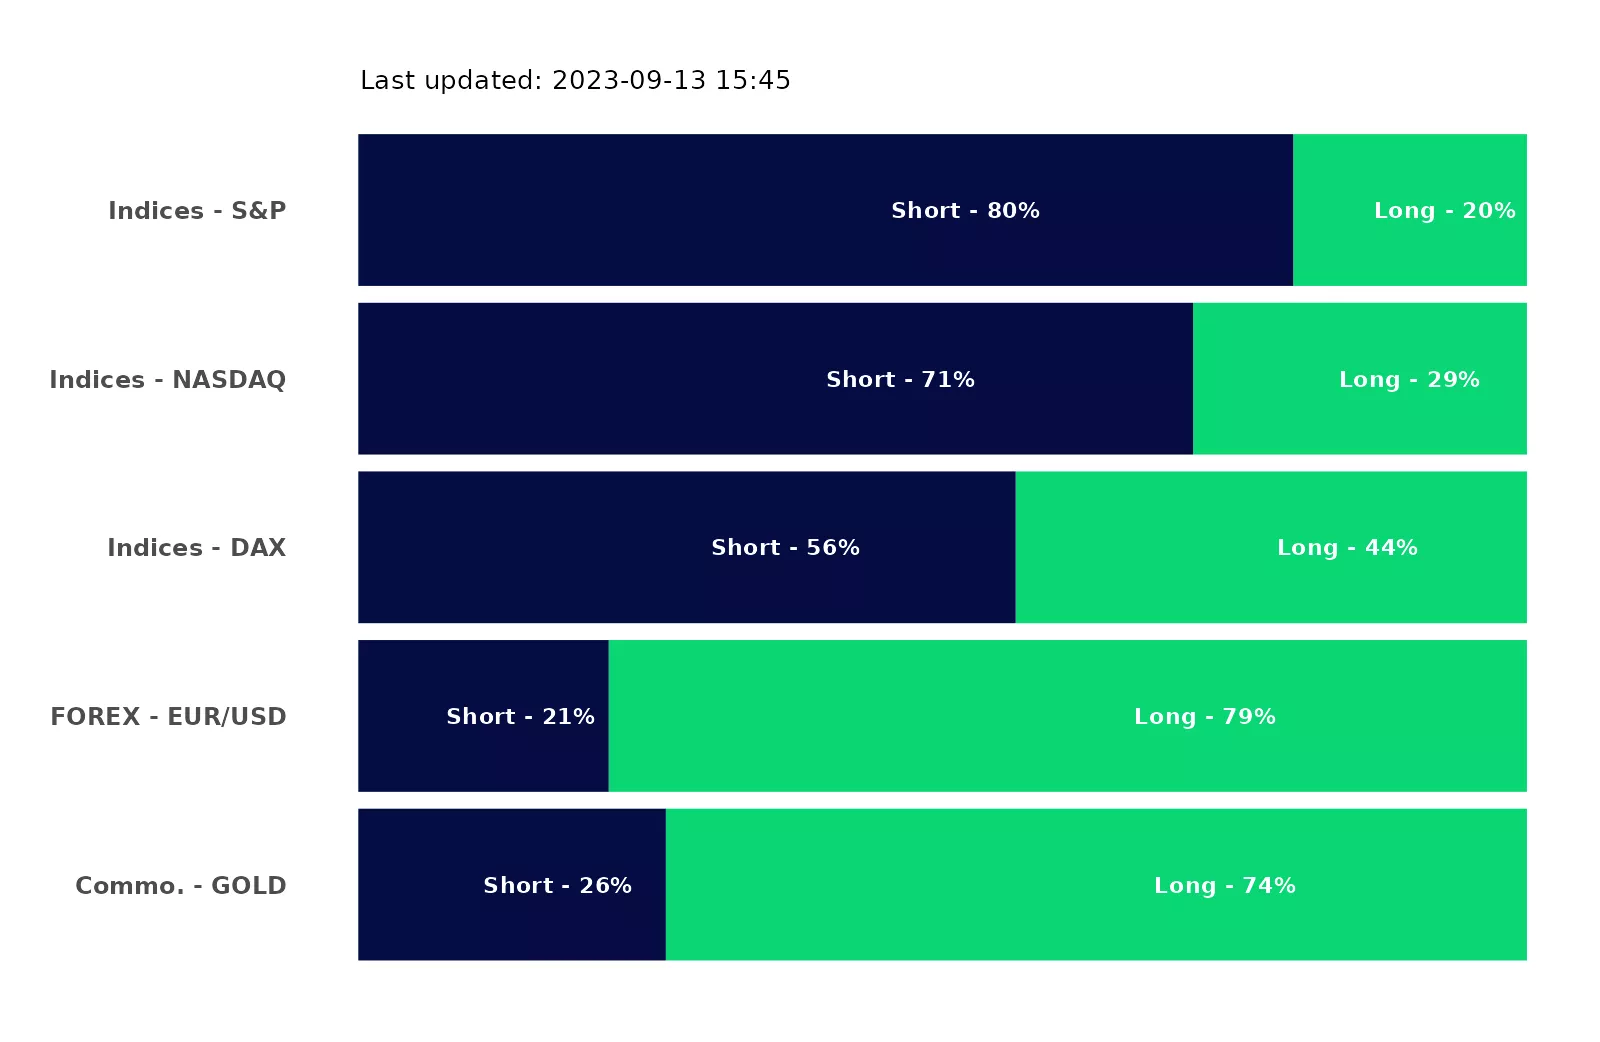 Last updated: 2023-09-13 15:45
Indices - S&P
Short - 80%
Long - 20%
Indices - NASDAQ
Short - 71%
Long - 29%
Indices - DAX
Short - 56%
Long - 44%
FOREX - EUR/USD
Short - 21%
Long - 79%
Commo. - GOLD
Short - 26%
Long - 74%